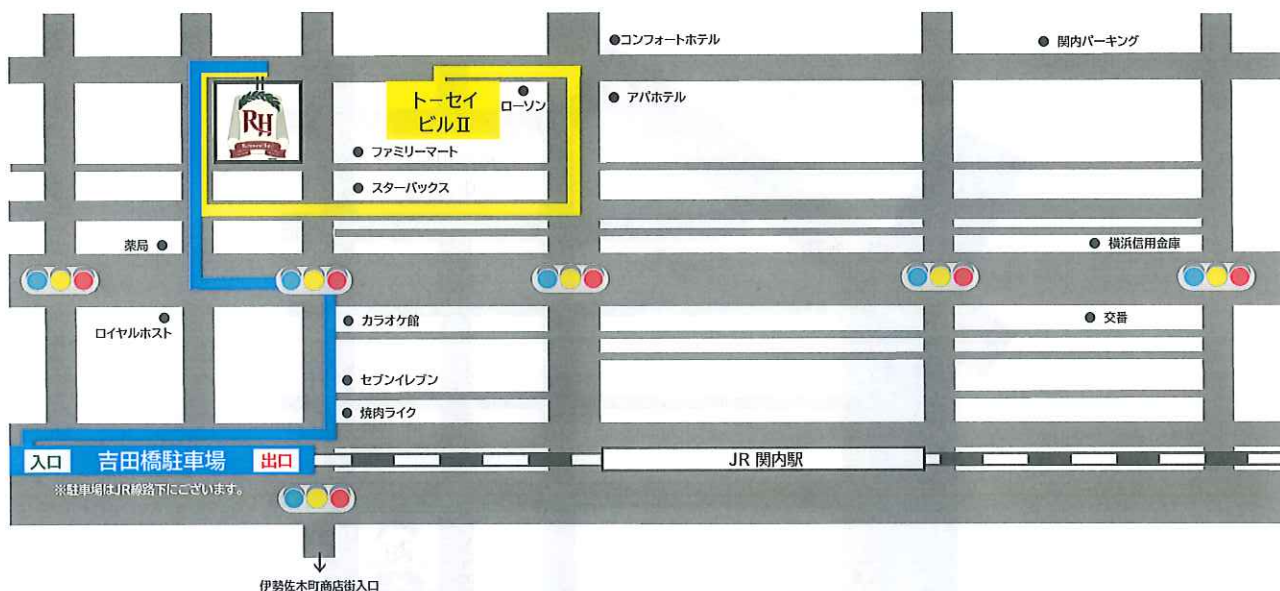 コンフォートホテル
関内パーキング
トーセイ
ビルⅡ
ローソン
アパホテル
RH
ファミリーマート
スターバックス
薬局
横浜信用金庫
ロイヤルホスト
カラオケ館
交番
セブンイレブン
焼肉ライク
入口 吉田橋駐車場 出口
JR 関内駅
※駐車場はJR線路下にございます。
伊勢佐木町商店街入口